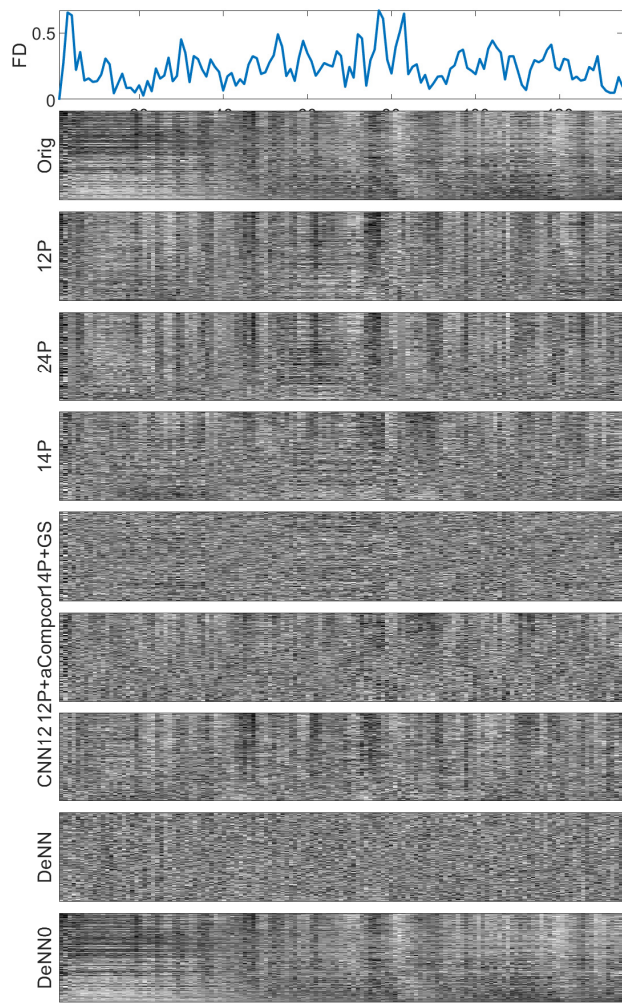 0.5
FD
0
Orig
12P
24P
14P
14P+GS
12P+aCompcor
CNN12
DeNN
DeNN0